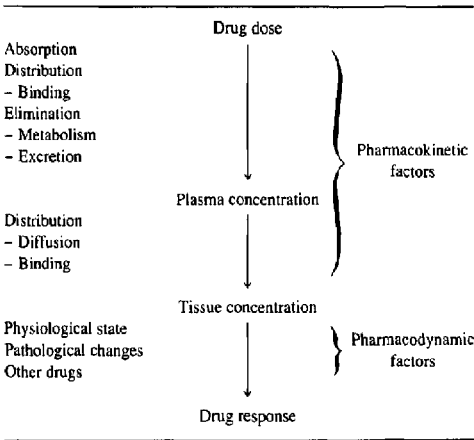 Drug dose
Absorption
Distribution
– Binding
Elimination
– Metabolism
– Excretion
Pharmacokinetic
factors
Plasma concentration
Distribution
– Diffusion
– Binding
Tissue concentration
Physiological state
Pathological changes
Other drugs
Pharmacodynamic
factors
Drug response